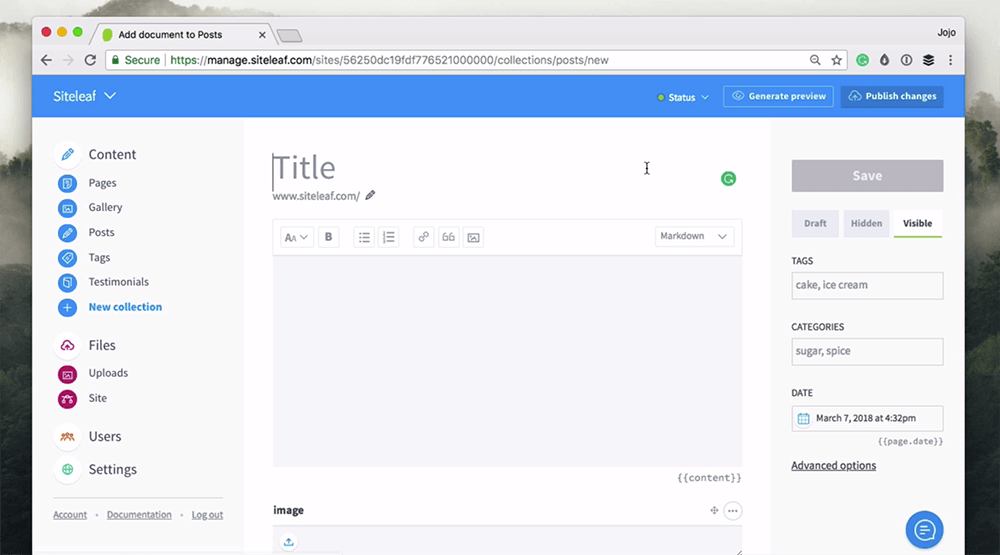 Add document to Posts
Jojo
Secure
https://manage.siteleaf.com/sites/56250dc19fdf776521000000/collections/posts/new
Siteleaf
Status
Generate preview
Publish changes
Content
Pages
Gallery
Posts
Tags
Testimonials
New collection
Files
Uploads
Site
Users
Settings
Account • Documentation • Log out
Title
www.siteleaf.com/
AA
B
Markdown
{{content}}
image
Save
Draft
Hidden
Visible
TAGS
cake, ice cream
CATEGORIES
sugar, spice
DATE
March 7, 2018 at 4:32pm
{{page.date}}
Advanced options